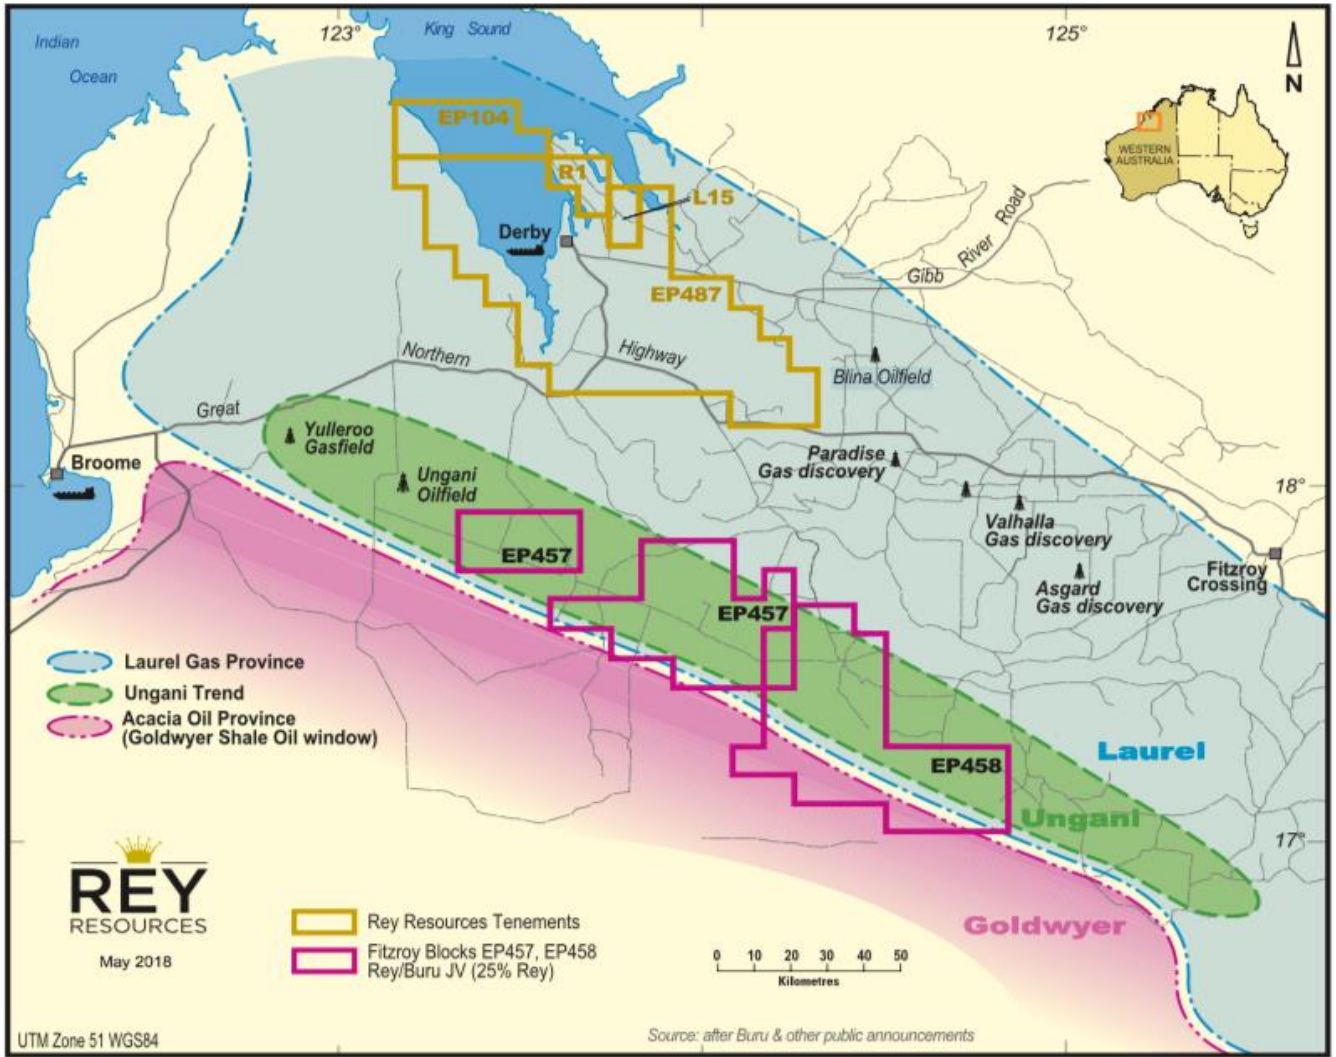 Indian
Ocean
123°
King Sound
125°
N
WESTERN
AUSTRALIA
EP104
R1
L15
Derby
EP487
Gibb River Road
Northern
Highway
Blina Oilfield
Great
Yulleroo
Gasfield
Broome
Ungani
Oilfield
Paradise
Gas discovery
18°
Valhalla
Gas discovery
EP457
Fitzroy
Crossing
Asgard
Gas discovery
EP457
Laurel Gas Province
Ungani Trend
Acacia Oil Province
(Goldwyer Shale Oil window)
Laurel
EP458
Ungani
17°
REY
RESOURCES
May 2018
Goldwyer
Rey Resources Tenements
Fitzroy Blocks EP457, EP458
Rey/Buru JV (25% Rey)
0 10 20 30 40 50
Kilometres
UTM Zone 51 WGS84
Source: after Buru & other public announcements